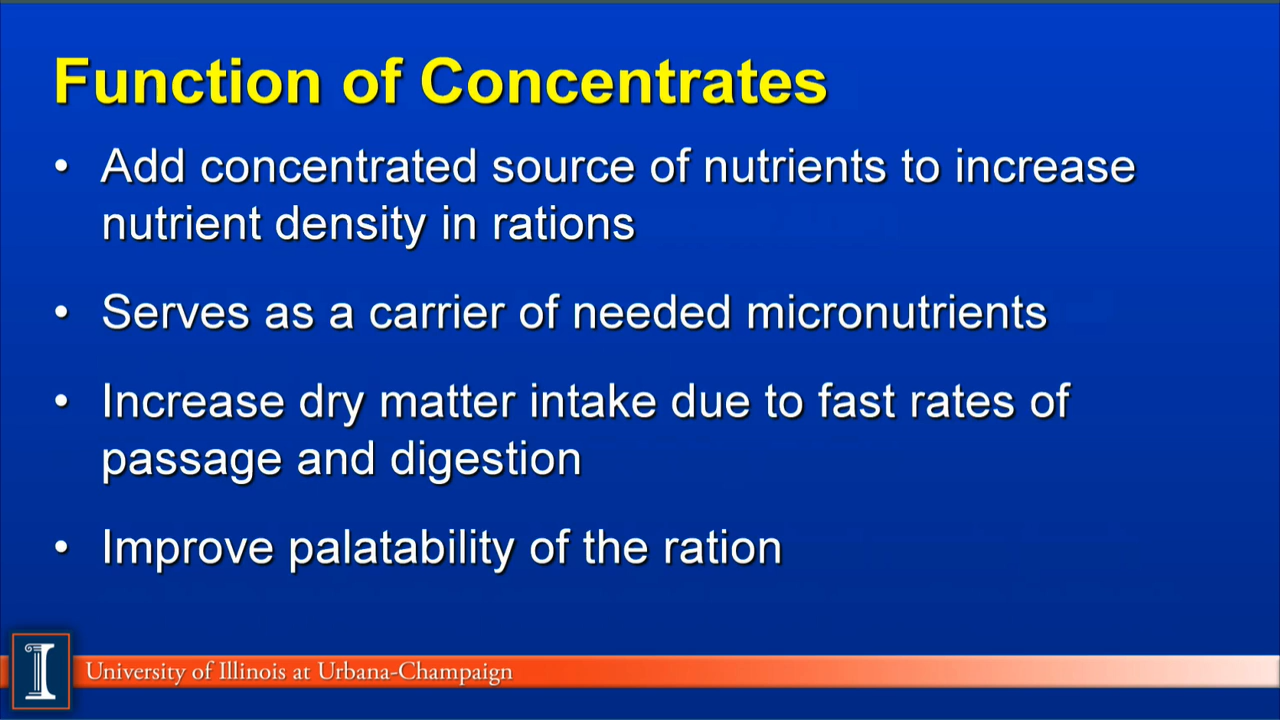 Function of Concentrates
• Add concentrated source of nutrients to increase
nutrient density in rations
• Serves as a carrier of needed micronutrients
• Increase dry matter intake due to fast rates of
passage and digestion
• Improve palatability of the ration
I University of Illinois at Urbana-Champaign